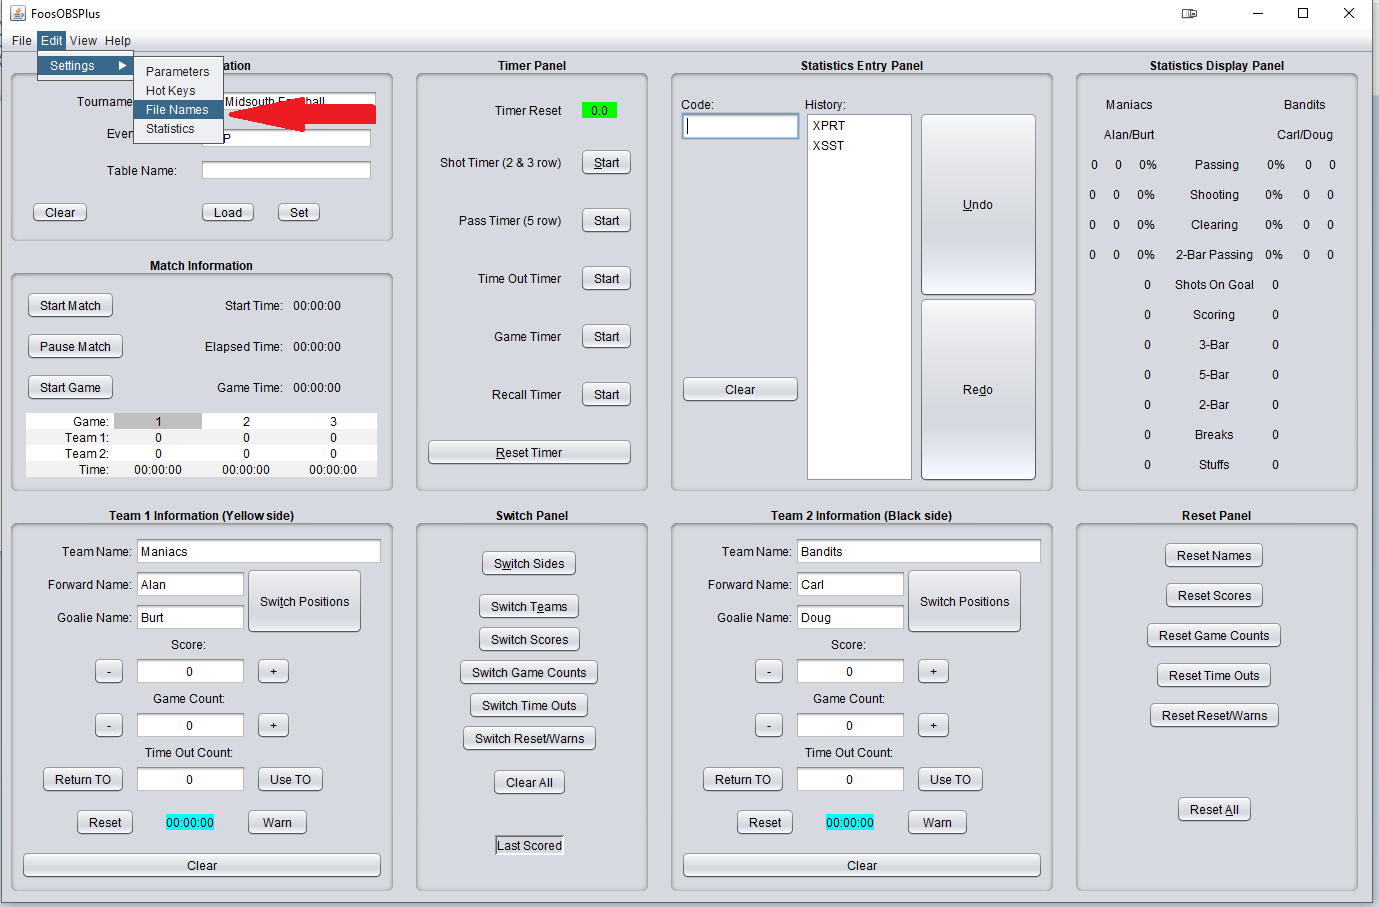 FoosOBSPlus
File Edit View Help
Settings
Parameters
Hot Keys
File Names
Statistics
Midsouth
Table Name:
Clear Load Set
Match Information
Start Match Start Time: 00:00:00
Pause Match Elapsed Time: 00:00:00
Start Game Game Time: 00:00:00
Game: 1 2 3
Team 1: 0 0 0
Team 2: 0 0 0
Time: 00:00:00 00:00:00 00:00:00
Timer Panel
Timer Reset 0.0
Shot Timer (2 & 3 row) Start
Pass Timer (5 row) Start
Time Out Timer Start
Game Timer Start
Recall Timer Start
Reset Timer
Statistics Entry Panel
Code: History:
XPRT
XSST
Clear
Undo
Redo
Statistics Display Panel
Maniacs Bandits
Alan/Burt Carl/Doug
0 0 0% Passing 0% 0 0
0 0 0% Shooting 0% 0 0
0 0 0% Clearing 0% 0 0
0 0 0% 2-Bar Passing 0% 0 0
0 Shots On Goal 0
0 Scoring 0
0 3-Bar 0
0 5-Bar 0
0 2-Bar 0
0 Breaks 0
0 Stuffs 0
Team 1 Information (Yellow side)
Team Name: Maniacs
Forward Name: Alan
Goalie Name: Burt
Switch Positions
Score:
- 0 +
Game Count:
- 0 +
Time Out Count:
Return TO 0 Use TO
Reset 00:00:00 Warn
Clear
Switch Panel
Switch Sides
Switch Teams
Switch Scores
Switch Game Counts
Switch Time Outs
Switch Reset/Warns
Clear All
Last Scored
Team 2 Information (Black side)
Team Name: Bandits
Forward Name: Carl
Goalie Name: Doug
Switch Positions
Score:
- 0 +
Game Count:
- 0 +
Time Out Count:
Return TO 0 Use TO
Reset 00:00:00 Warn
Clear
Reset Panel
Reset Names
Reset Scores
Reset Game Counts
Reset Time Outs
Reset Reset/Warns
Reset All